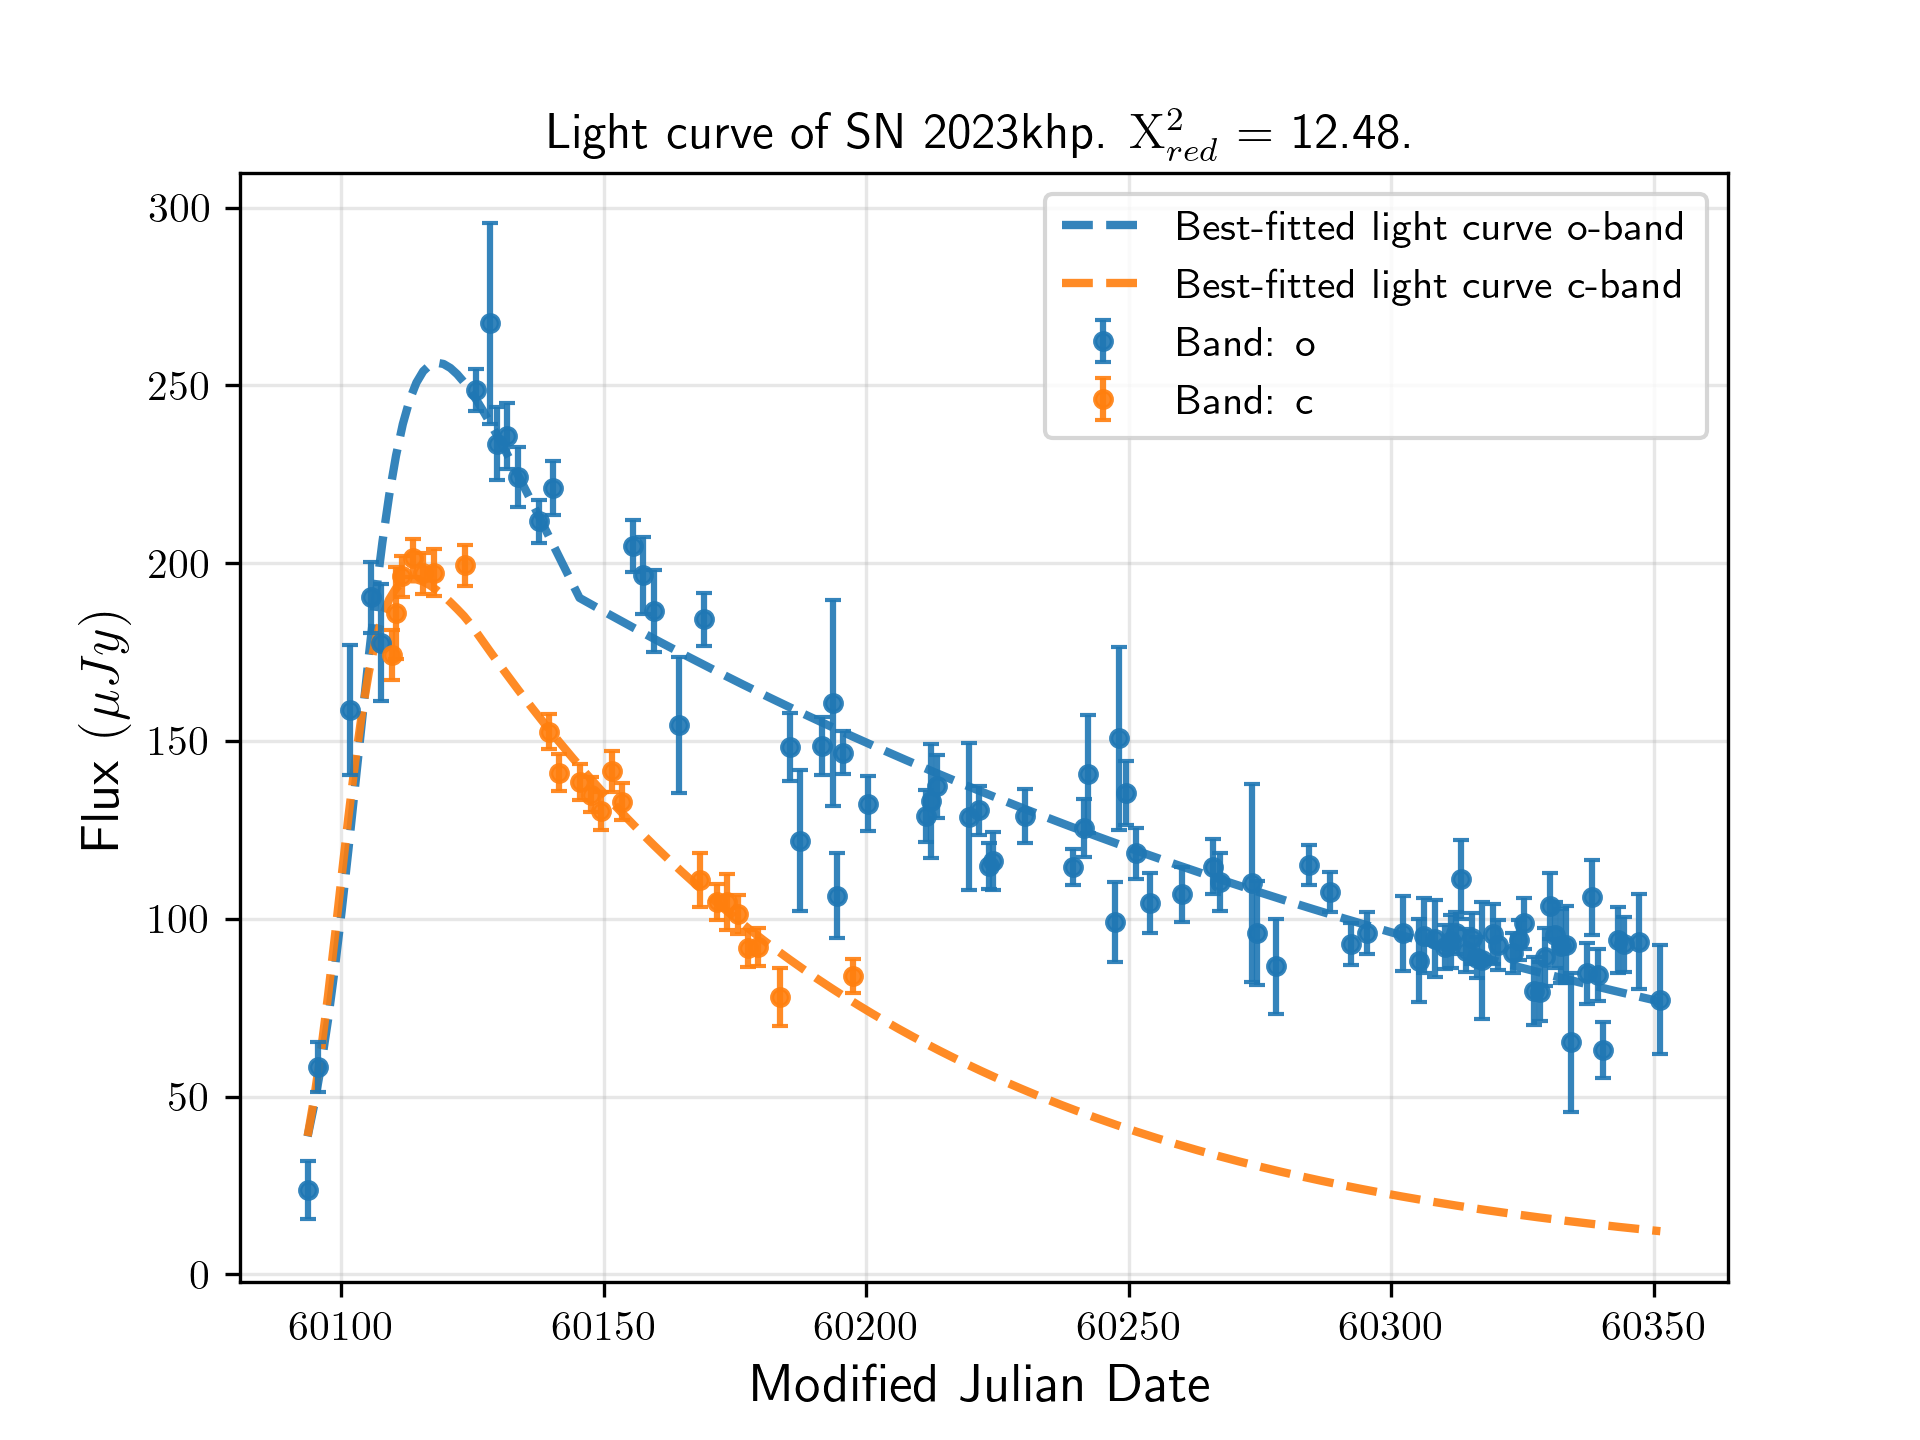 Light curve of SN 2023khp. X²_red = 12.48.
300
250
200
150
100
50
0
Flux (μJy)
Best-fitted light curve o-band
Best-fitted light curve c-band
Band: o
Band: c
60100 60150 60200 60250 60300 60350
Modified Julian Date